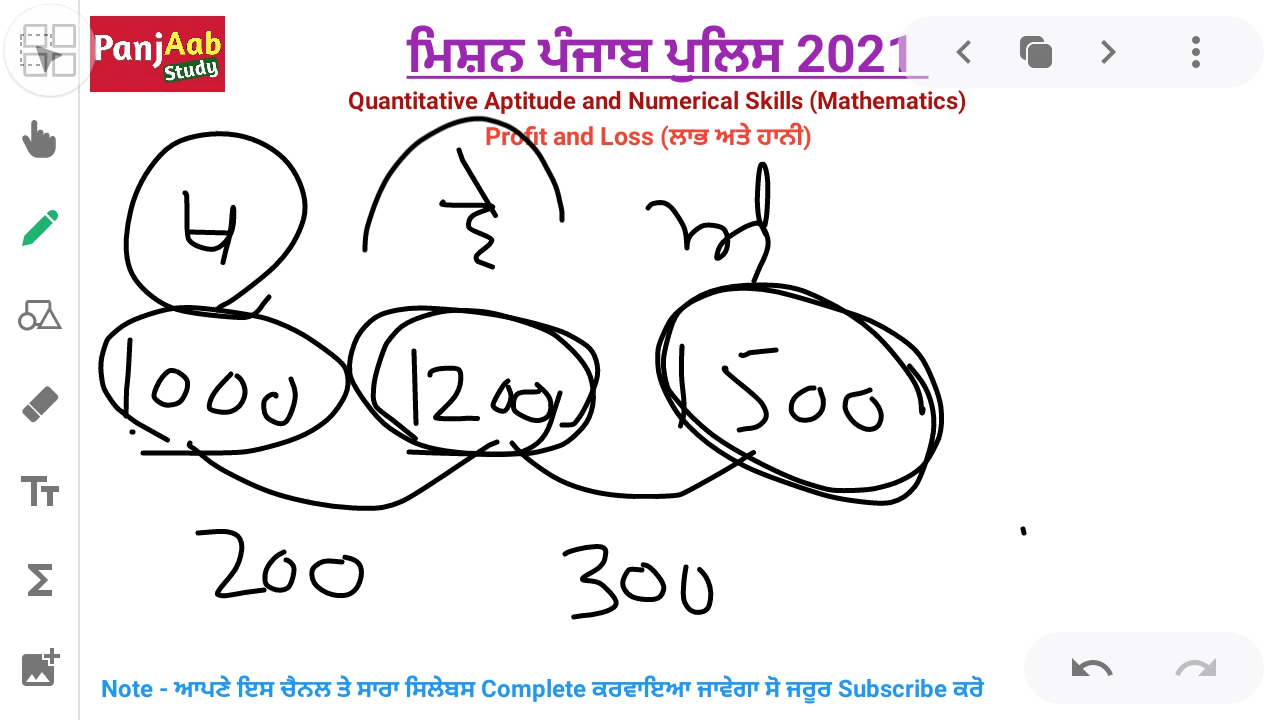 PanjAab
Study
ਮਿਸ਼ਨ ਪੰਜਾਬ ਪੁਲਿਸ 2021
Quantitative Aptitude and Numerical Skills (Mathematics)
Profit and Loss (ਲਾਭ ਅਤੇ ਹਾਨੀ)
1000 1200 1500
200 300
Note - ਆਪਣੇ ਇਸ ਚੈਨਲ ਤੇ ਸਾਰਾ ਸਿਲੇਬਸ Complete ਕਰਵਾਇਆ ਜਾਵੇਗਾ ਸੋ ਜਰੂਰ Subscribe ਕਰੋ